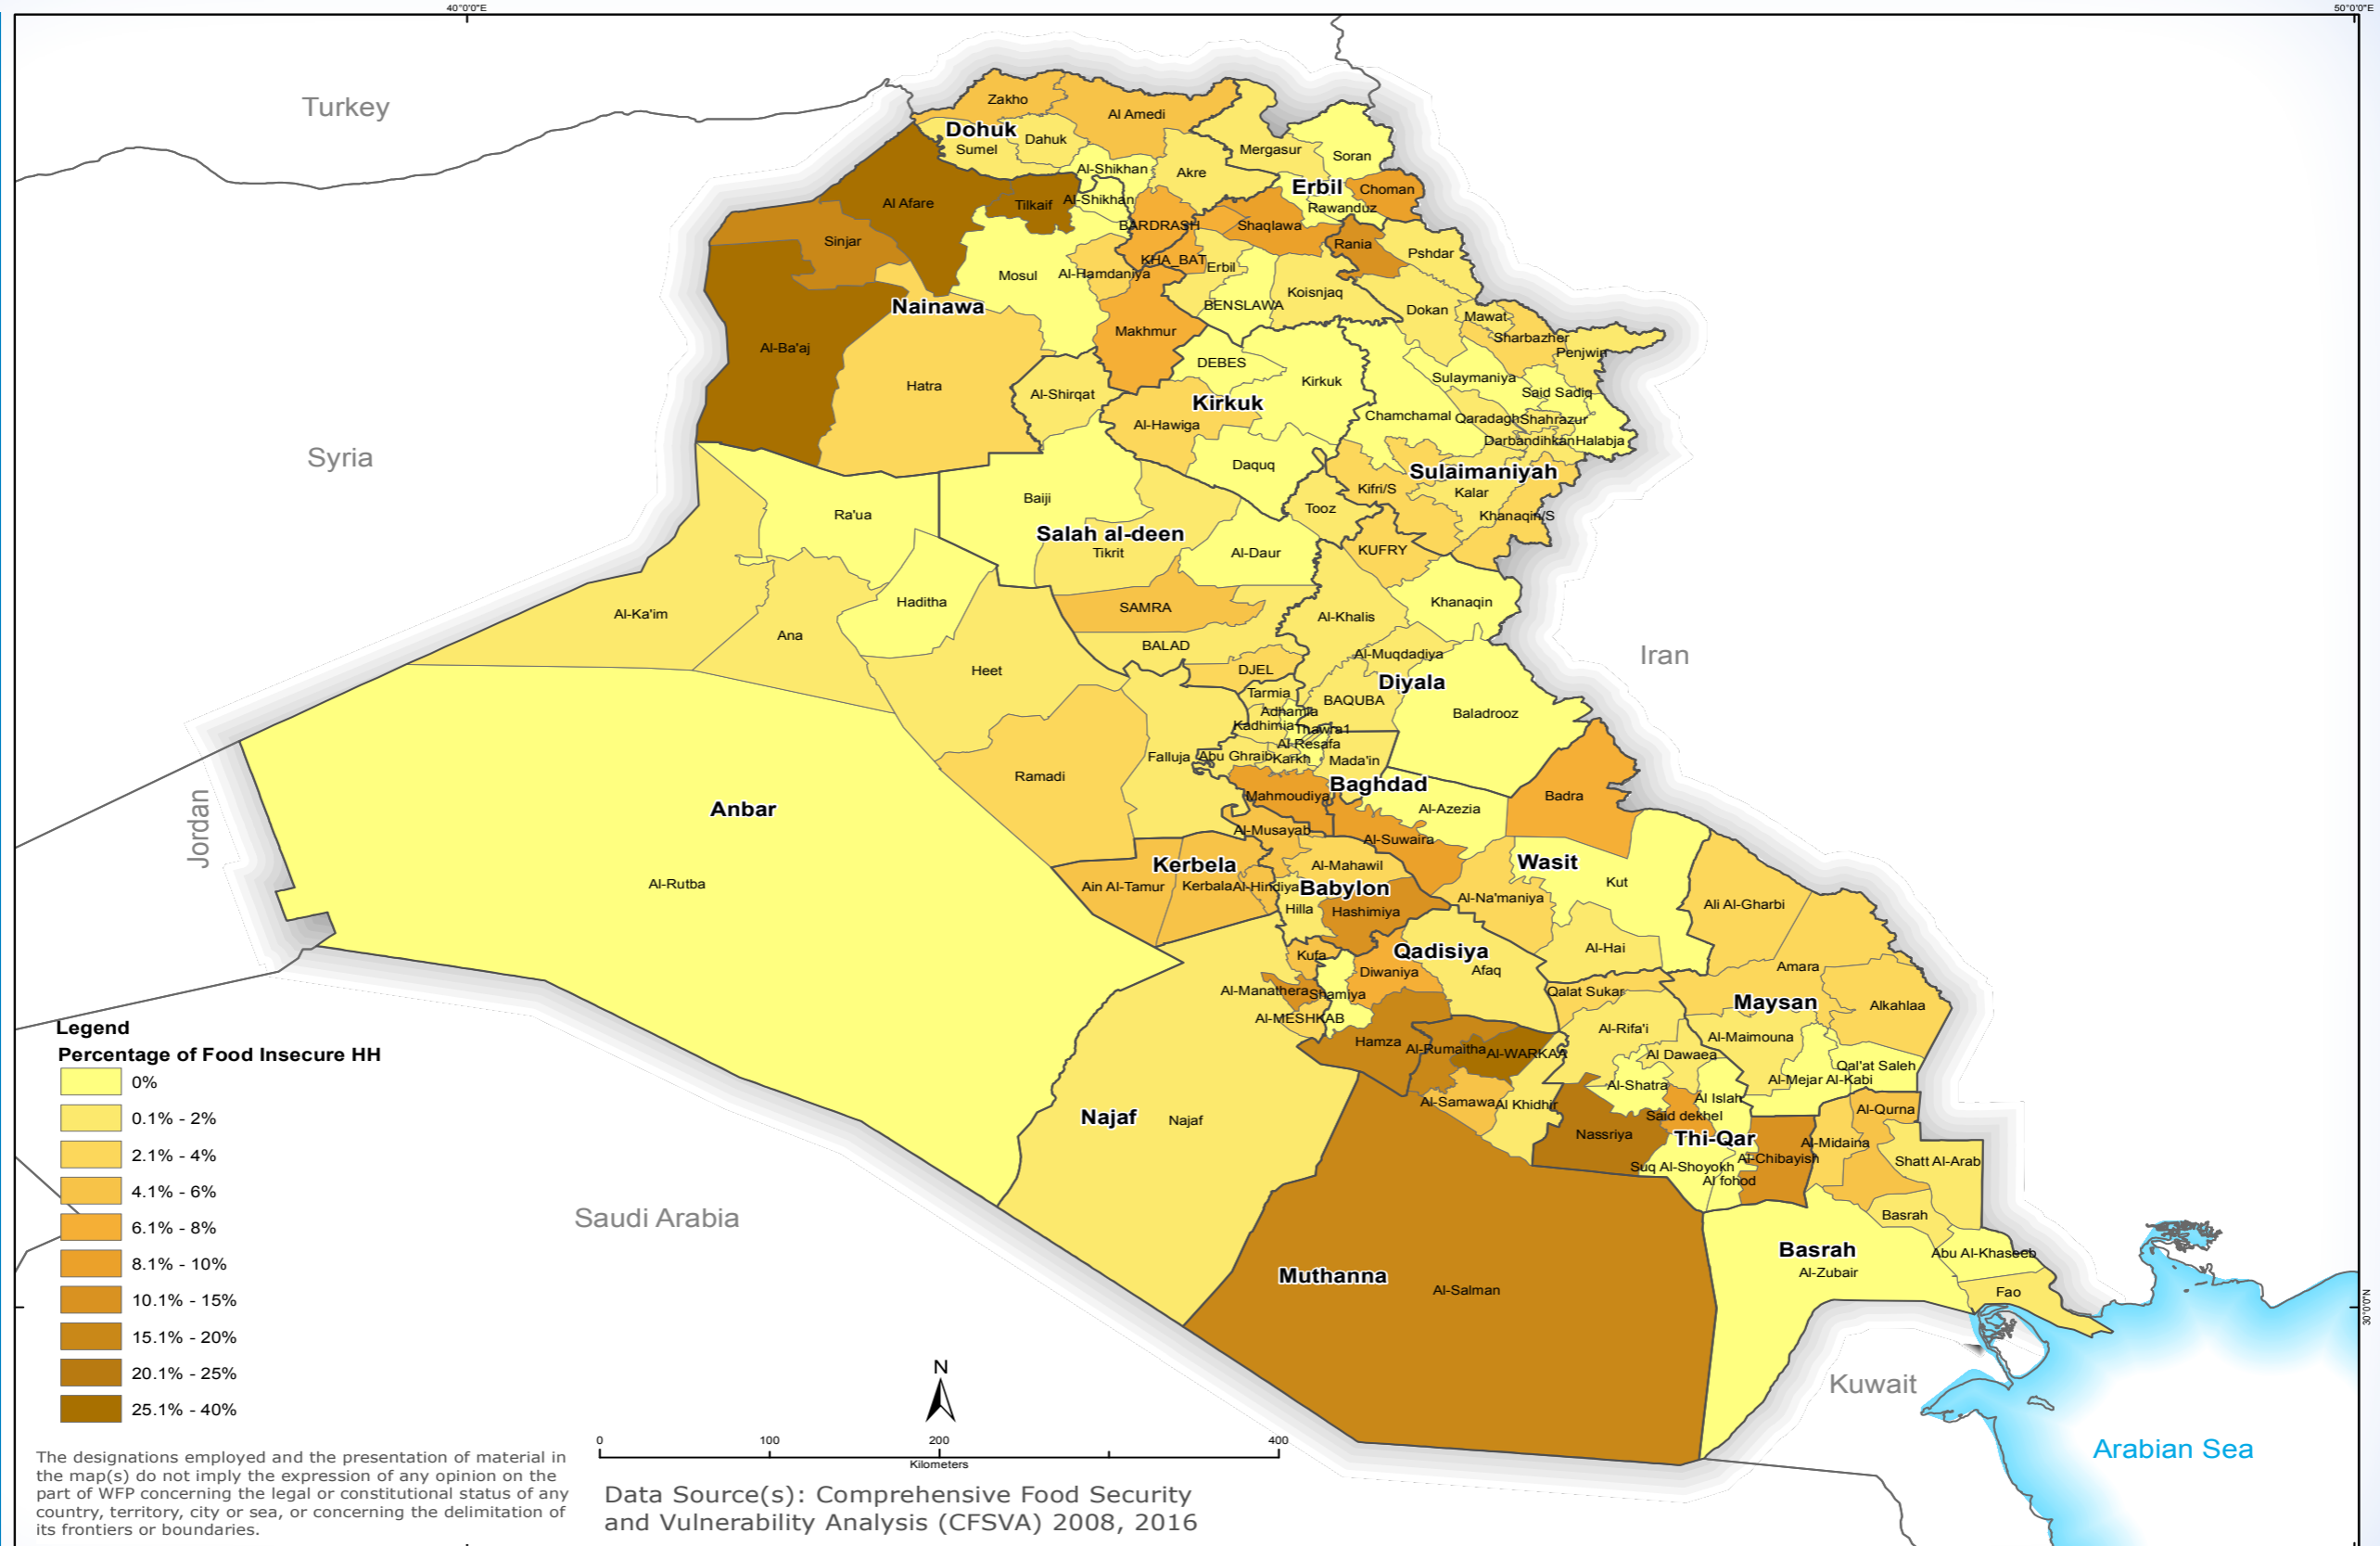 40°0'0"E
50°0'0"E
Turkey
Zakho
Al Amedi
Dohuk
Sumel
Dahuk
Mergasur
Soran
Al-Shikhan
Akre
Erbil
Choman
Al Afare
Tilkaif
Al-Shikhan
Rawanduz
BARDRASH
Shaqlawa
Sinjar
Rania
Pshdar
Mosul
Al-Hamdaniya
KHA_BAT
Erbil
Nainawa
BENSLAWA
Koisnjaq
Dokan
Mawat
Al-Ba'aj
Makhmur
Sharbazher
Penjwin
Hatra
Al-Shirqat
DEBES
Kirkuk
Sulaymaniya
Said Sadiq
Kirkuk
Al-Hawiga
Chamchamal
Qaradagh
Shahrazur
Darbandihkan
Halabja
Syria
Daquq
Sulaimaniyah
Ra'ua
Baiji
Kifri/S
Kalar
Tooz
Khanaqin/S
Salah al-deen
Tikrit
Al-Daur
KUFRY
Al-Ka'im
Ana
Haditha
SAMRA
Al-Khalis
Khanaqin
Heet
BALAD
Al-Muqdadiya
Iran
DJEL
Diyala
Tarmia
BAQUBA
Baladrooz
Adhamia
Kadhimia
Thawra1
Al Resafa
Falluja
Abu Ghraib
Karkh
Mada'in
Ramadi
Baghdad
Mahmoudiya
Al-Azezia
Badra
Anbar
Jordan
Al-Musayab
Al-Suwaira
Kerbela
Al-Mahawil
Wasit
Al-Rutba
Ain Al-Tamur
Kerbala
Al-Hindiya
Babylon
Kut
Hilla
Hashimiya
Al-Na'maniya
Ali Al-Gharbi
Kufa
Qadisiya
Al-Hai
Diwaniya
Afaq
Amara
Al-Manathera
Shamiya
Qalat Sukar
Maysan
Alkahlaa
Al-MESHKAB
Al-Rifa'i
Al-Maimouna
Hamza
Al-Rumaitha
Al-WARKAA
Al Dawaea
Qal'at Saleh
Al-Shatra
Al-Mejar Al-Kabi
Al-Samawa
Al Khidhir
Al Islah
Al-Qurna
Said dekhel
Najaf
Najaf
Nassriya
Thi-Qar
Al-Midaina
Suq Al-Shoyokh
Al-Chibayish
Shatt Al-Arab
Al fohod
Basrah
Saudi Arabia
Basrah
Abu Al-Khaseeb
Muthanna
Al-Salman
Al-Zubair
Fao
30°0'0"N
Kuwait
Arabian Sea
Legend
Percentage of Food Insecure HH
0%
0.1% - 2%
2.1% - 4%
4.1% - 6%
6.1% - 8%
8.1% - 10%
10.1% - 15%
15.1% - 20%
20.1% - 25%
25.1% - 40%
N
0 100 200 400
Kilometers
The designations employed and the presentation of material in
the map(s) do not imply the expression of any opinion on the
part of WFP concerning the legal or constitutional status of any
country, territory, city or sea, or concerning the delimitation of
its frontiers or boundaries.
Data Source(s): Comprehensive Food Security
and Vulnerability Analysis (CFSVA) 2008, 2016